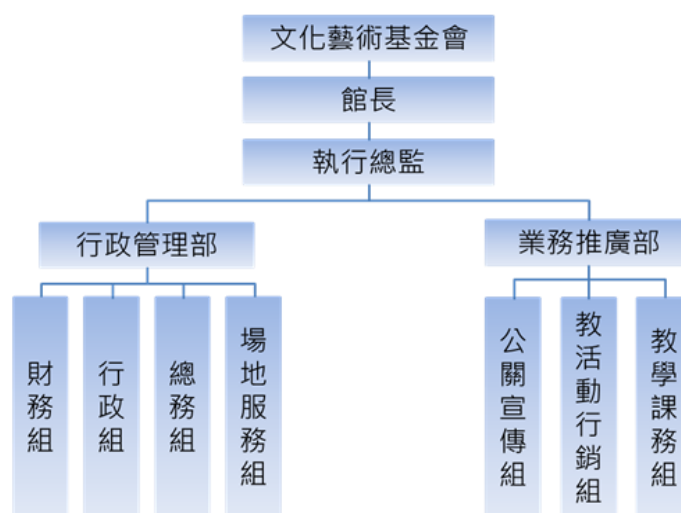 文化藝術基金會
館長
執行總監
行政管理部
業務推廣部
財務組
行政組
總務組
場地服務組
公關宣傳組
教活動行銷組
教學課務組